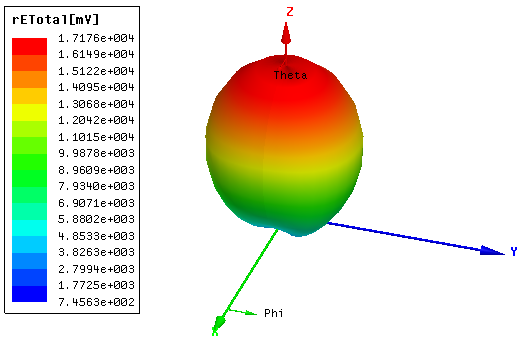 rETotal[mV]
1.7176e+004
1.6149e+004
1.5122e+004
1.4095e+004
1.3068e+004
1.2042e+004
1.1015e+004
9.9878e+003
8.9609e+003
7.9340e+003
6.9071e+003
5.8802e+003
4.8533e+003
3.8263e+003
2.7994e+003
1.7725e+003
7.4563e+002
Z
Theta
Y
Phi
X